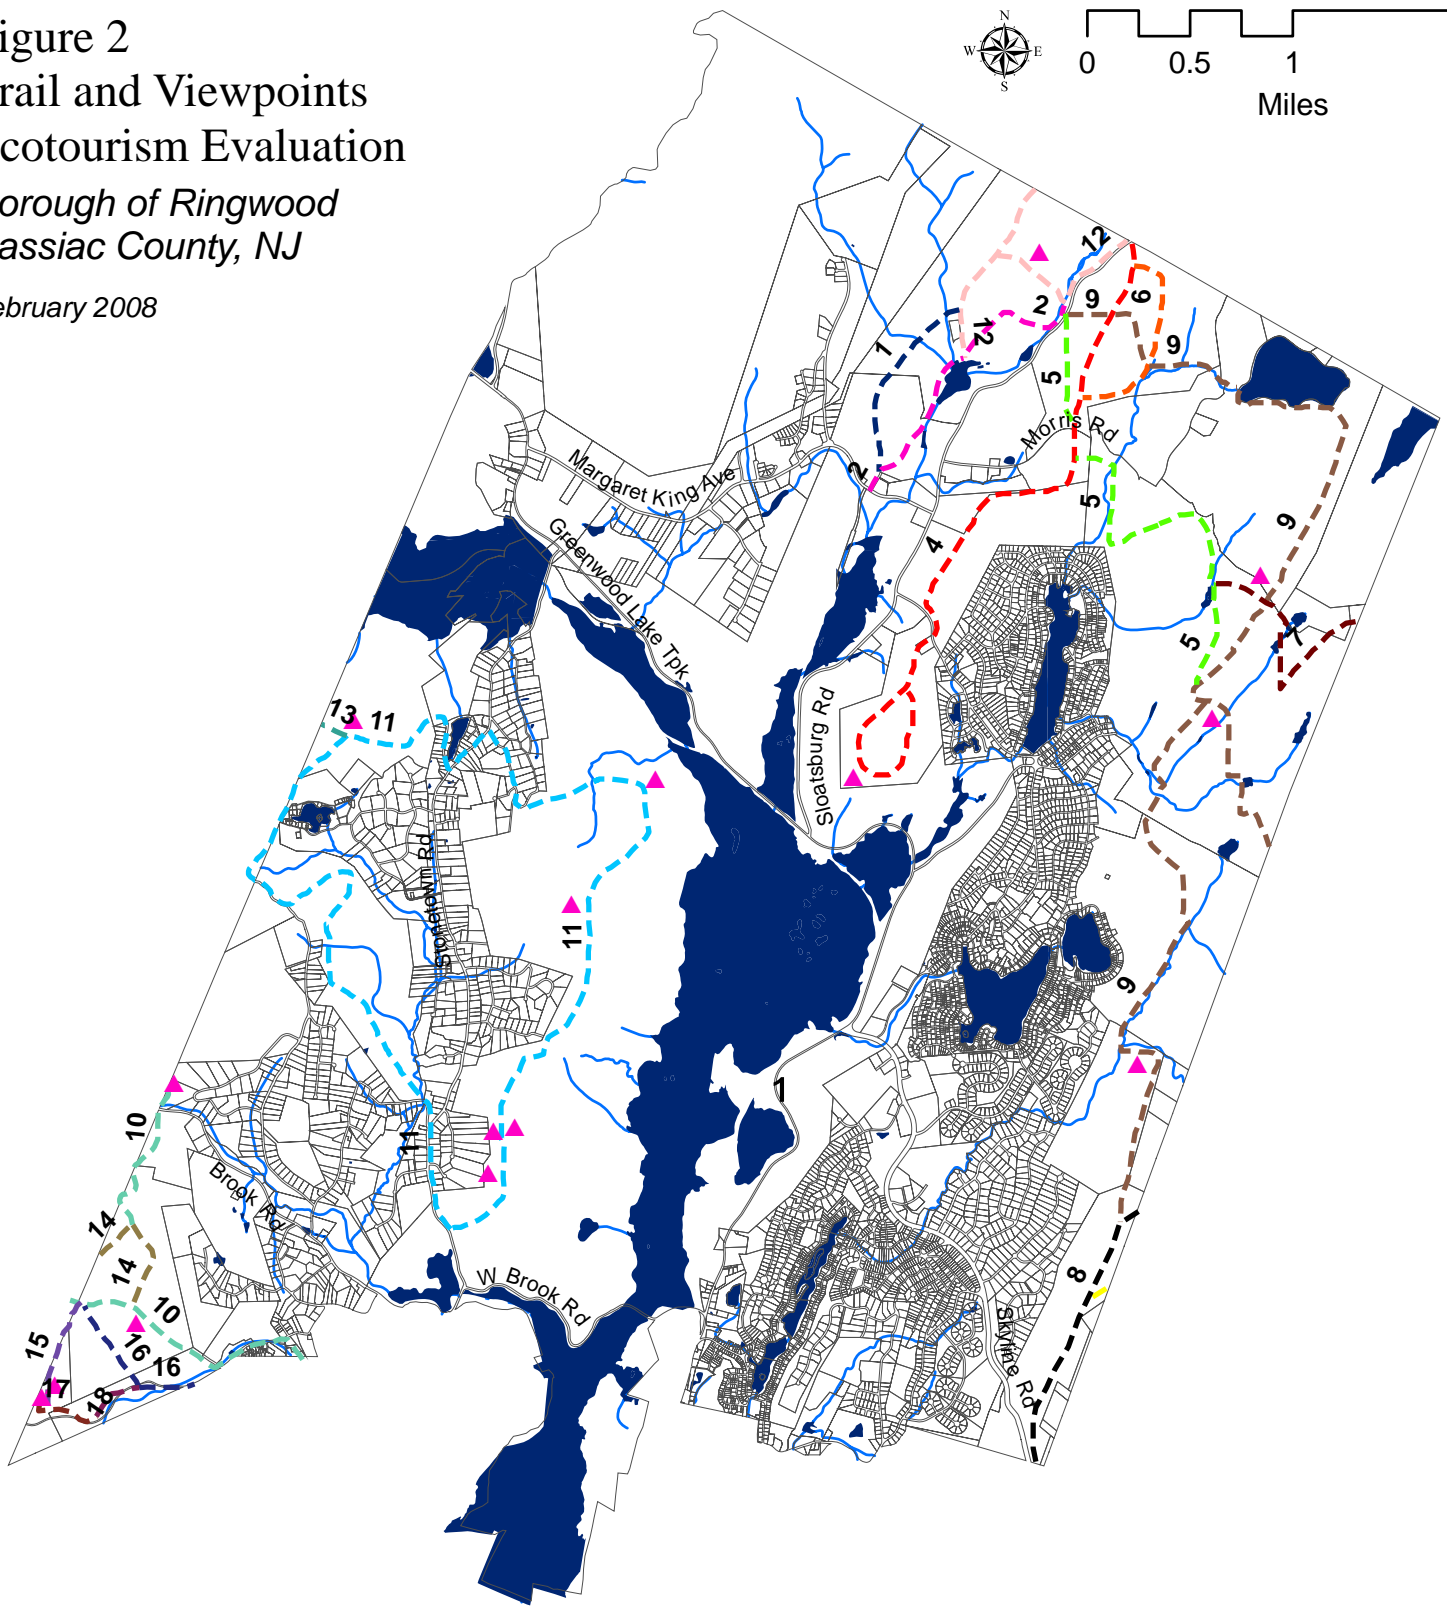 igure 2
rail and Viewpoints
cotourism Evaluation
orough of Ringwood
assiac County, NJ
ebruary 2008
N
W E
S
0 0.5 1
Miles
12
2
9
6
12
1
9
5
Morris Rd
2
Margaret King Ave
5
9
4
Greenwood Lake Tpk
5
7
13 11
Sloatsburg Rd
Stonetown Rd
11
9
1
10
11
Brook Rd
14
14
8
W Brook Rd
10
15
16
16
Skyline Rd
17
18